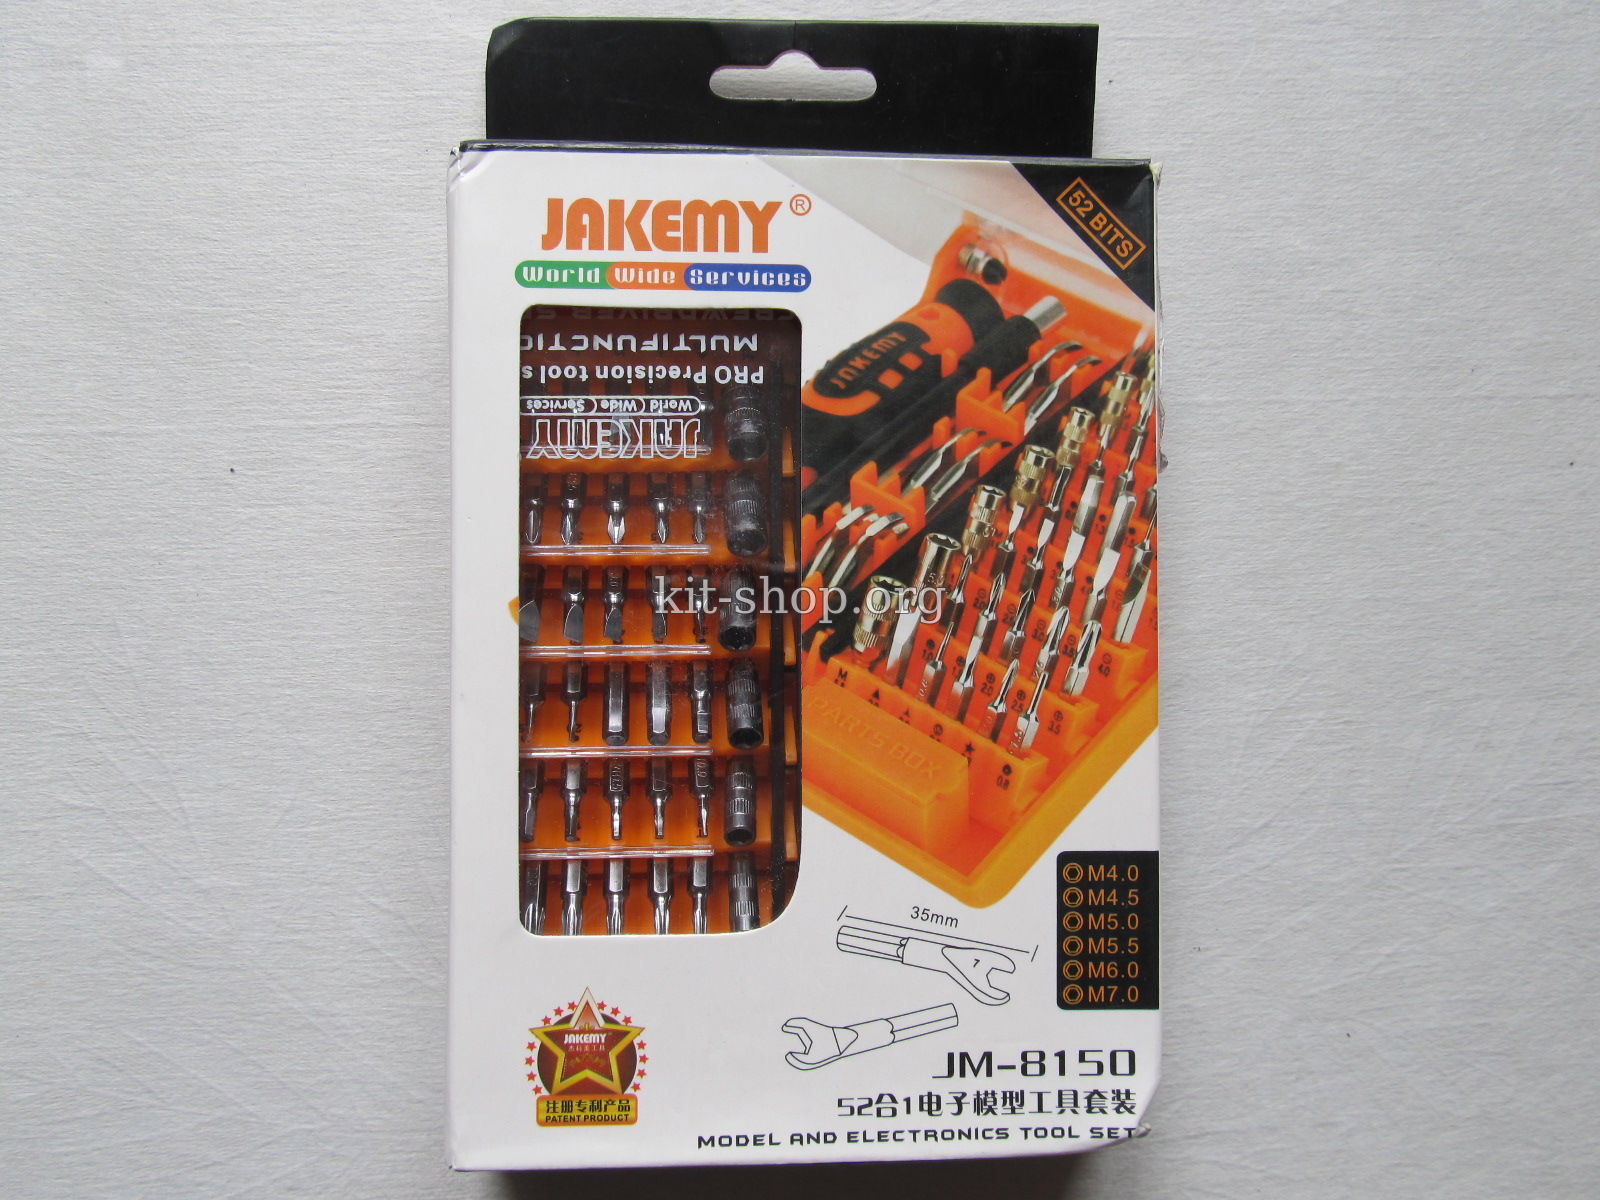 52 BITS
JAKEMY®
World Wide Services
MULTIFUNCTIO
PRO Precision tool s
World Wide Services
JAKEMY
JAKEMY
kit-shop.org
PARTS BOX
M4.0
M4.5
M5.0
M5.5
M6.0
M7.0
35mm
7
JAKEMY
注册专利产品
PATENT PRODUCT
JM-8150
52合1电子模型工具套装
MODEL AND ELECTRONICS TOOL SET